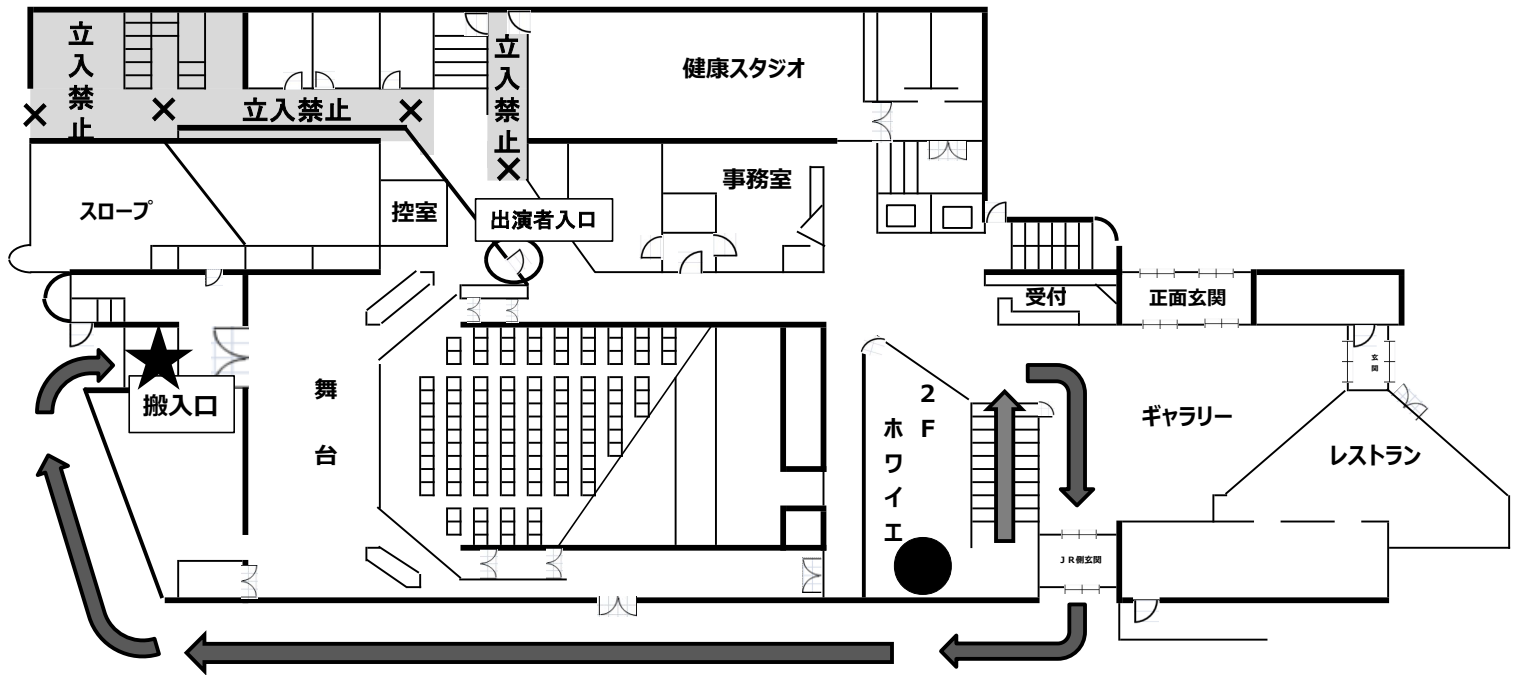 立入禁止
立入禁止
立入禁止
健康スタジオ
スロープ
控室
出演者入口
事務室
受付
正面玄関
玄関
搬入口
舞台
2F
ホワイエ
ギャラリー
レストラン
JR側玄関